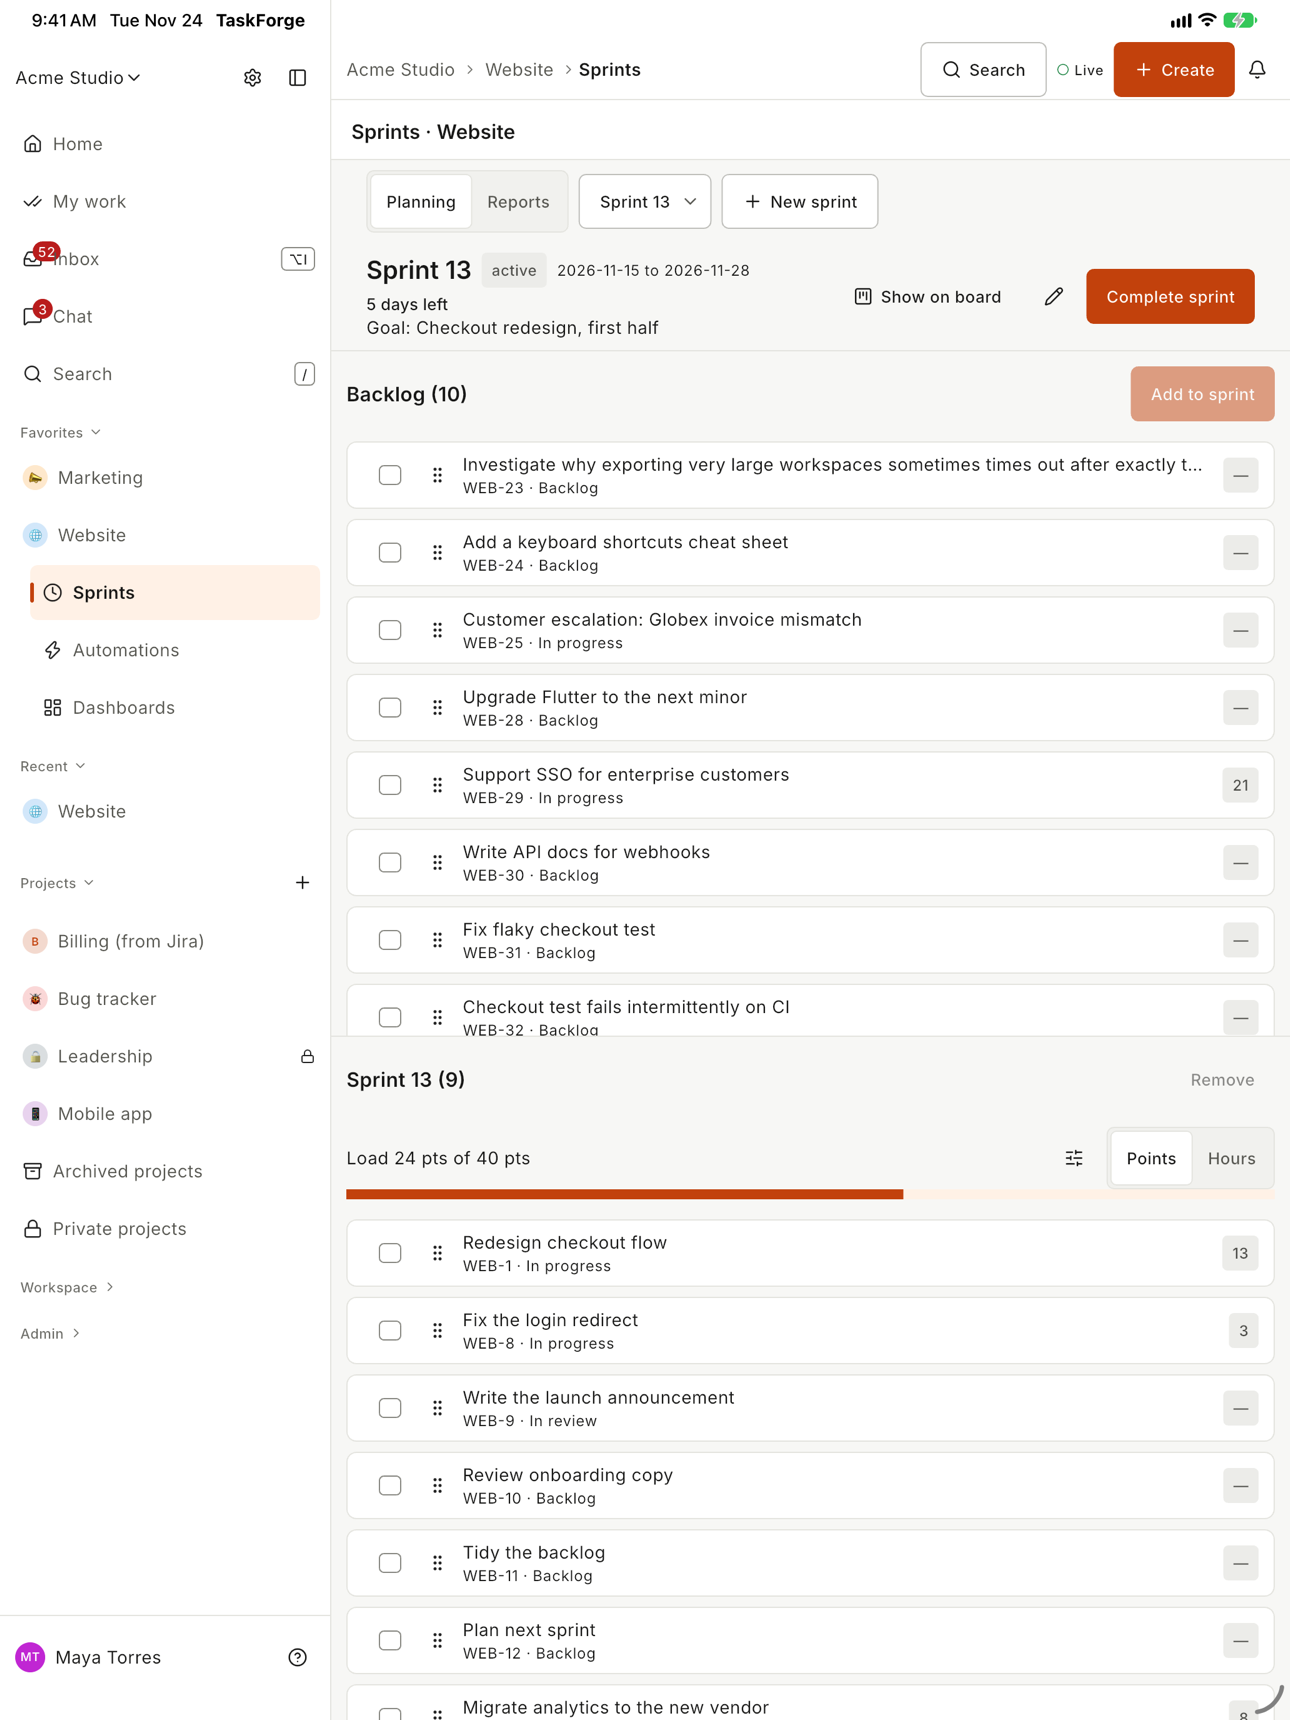 9:41 AM Tue Nov 24 TaskForge
Acme Studio
Home
My work
52
Inbox
⌥I
3
Chat
Search
/
Favorites
Marketing
Website
Sprints
Automations
Dashboards
Recent
Website
Projects
B
Billing (from Jira)
Bug tracker
Leadership
Mobile app
Archived projects
Private projects
Workspace
Admin
MT
Maya Torres
Acme Studio > Website > Sprints
Search
Live
+ Create
Sprints · Website
Planning
Reports
Sprint 13
+ New sprint
Sprint 13 active 2026-11-15 to 2026-11-28
5 days left
Goal: Checkout redesign, first half
Show on board
Complete sprint
Backlog (10)
Add to sprint
Investigate why exporting very large workspaces sometimes times out after exactly t...
WEB-23 · Backlog
—
Add a keyboard shortcuts cheat sheet
WEB-24 · Backlog
—
Customer escalation: Globex invoice mismatch
WEB-25 · In progress
—
Upgrade Flutter to the next minor
WEB-28 · Backlog
—
Support SSO for enterprise customers
WEB-29 · In progress
21
Write API docs for webhooks
WEB-30 · Backlog
—
Fix flaky checkout test
WEB-31 · Backlog
—
Checkout test fails intermittently on CI
WEB-32 · Backlog
—
Sprint 13 (9)
Remove
Load 24 pts of 40 pts
Points
Hours
Redesign checkout flow
WEB-1 · In progress
13
Fix the login redirect
WEB-8 · In progress
3
Write the launch announcement
WEB-9 · In review
—
Review onboarding copy
WEB-10 · Backlog
—
Tidy the backlog
WEB-11 · Backlog
—
Plan next sprint
WEB-12 · Backlog
—
Migrate analytics to the new vendor
8